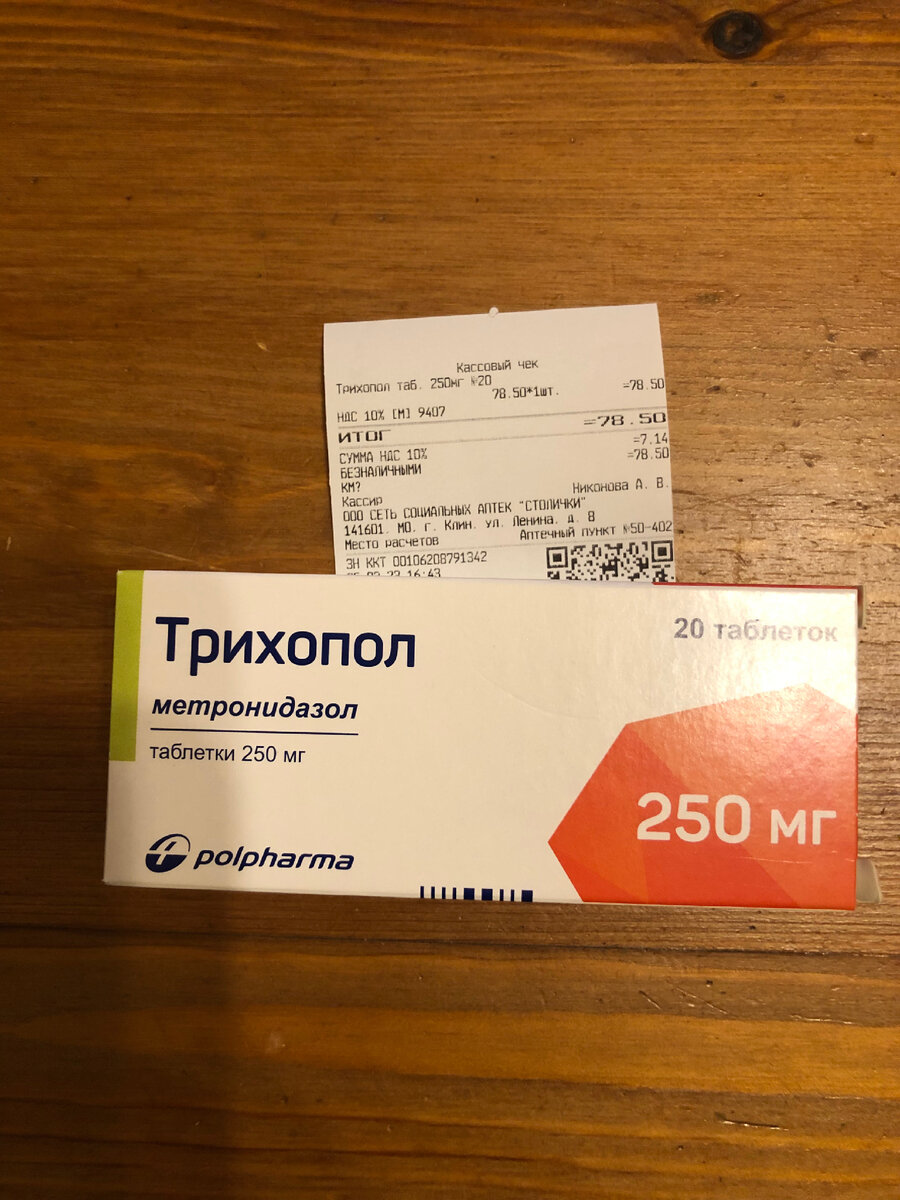 Кассовый чек
Трихопол таб. 250мг №20
78.50*1шт. =78.50
НДС 10% [М] 9407
ИТОГ =78.50
СУММА НДС 10% =7.14
БЕЗНАЛИЧНЫМИ =78.50
КМ?
Кассир Никонова А. В.
ООО СЕТЬ СОЦИАЛЬНЫХ АПТЕК "СТОЛИЧКИ"
141601, МО, г. Клин, ул. Ленина, д. 8
Место расчетов Аптечный пункт №50-402
ЗН ККТ 00106208791342
16:43
Трихопол
20 таблеток
метронидазол
таблетки 250 мг
250 мг
polpharma